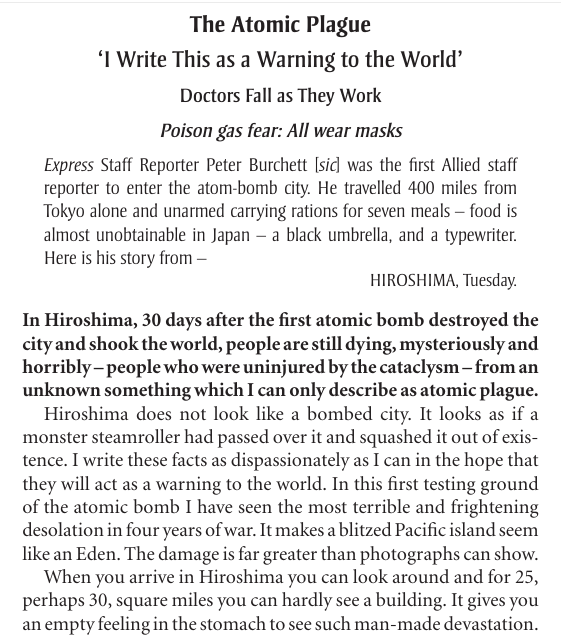 The Atomic Plague
‘I Write This as a Warning to the World’
Doctors Fall as They Work
Poison gas fear: All wear masks
Express Staff Reporter Peter Burchett [sic] was the first Allied staff
reporter to enter the atom-bomb city. He travelled 400 miles from
Tokyo alone and unarmed carrying rations for seven meals – food is
almost unobtainable in Japan – a black umbrella, and a typewriter.
Here is his story from –
HIROSHIMA, Tuesday.
In Hiroshima, 30 days after the first atomic bomb destroyed the
city and shook the world, people are still dying, mysteriously and
horribly – people who were uninjured by the cataclysm – from an
unknown something which I can only describe as atomic plague.
Hiroshima does not look like a bombed city. It looks as if a
monster steamroller had passed over it and squashed it out of exis-
tence. I write these facts as dispassionately as I can in the hope that
they will act as a warning to the world. In this first testing ground
of the atomic bomb I have seen the most terrible and frightening
desolation in four years of war. It makes a blitzed Pacific island seem
like an Eden. The damage is far greater than photographs can show.
When you arrive in Hiroshima you can look around and for 25,
perhaps 30, square miles you can hardly see a building. It gives you
an empty feeling in the stomach to see such man-made devastation.